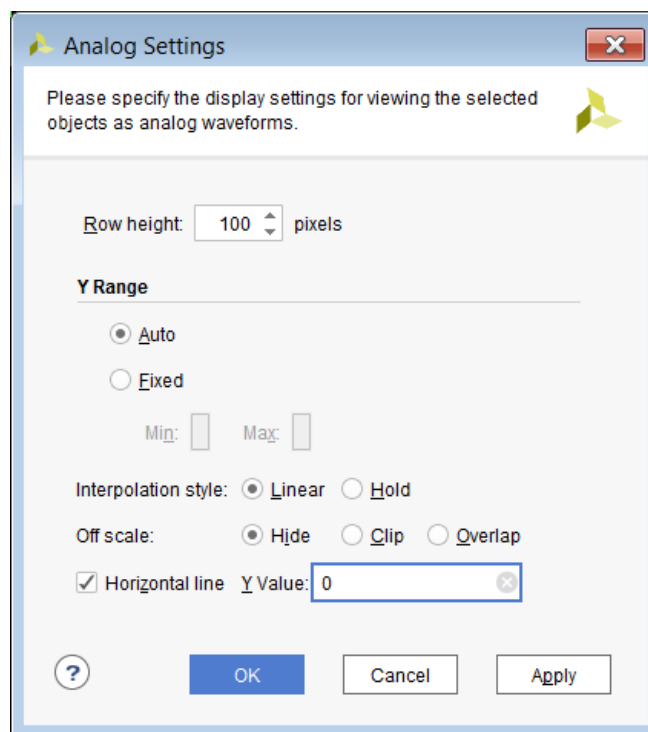 Analog Settings
Please specify the display settings for viewing the selected
objects as analog waveforms.
Row height: 100 pixels
Y Range
Auto
Fixed
Min: Max:
Interpolation style: Linear Hold
Off scale: Hide Clip Overlap
Horizontal line Y Value: 0
? OK Cancel Apply